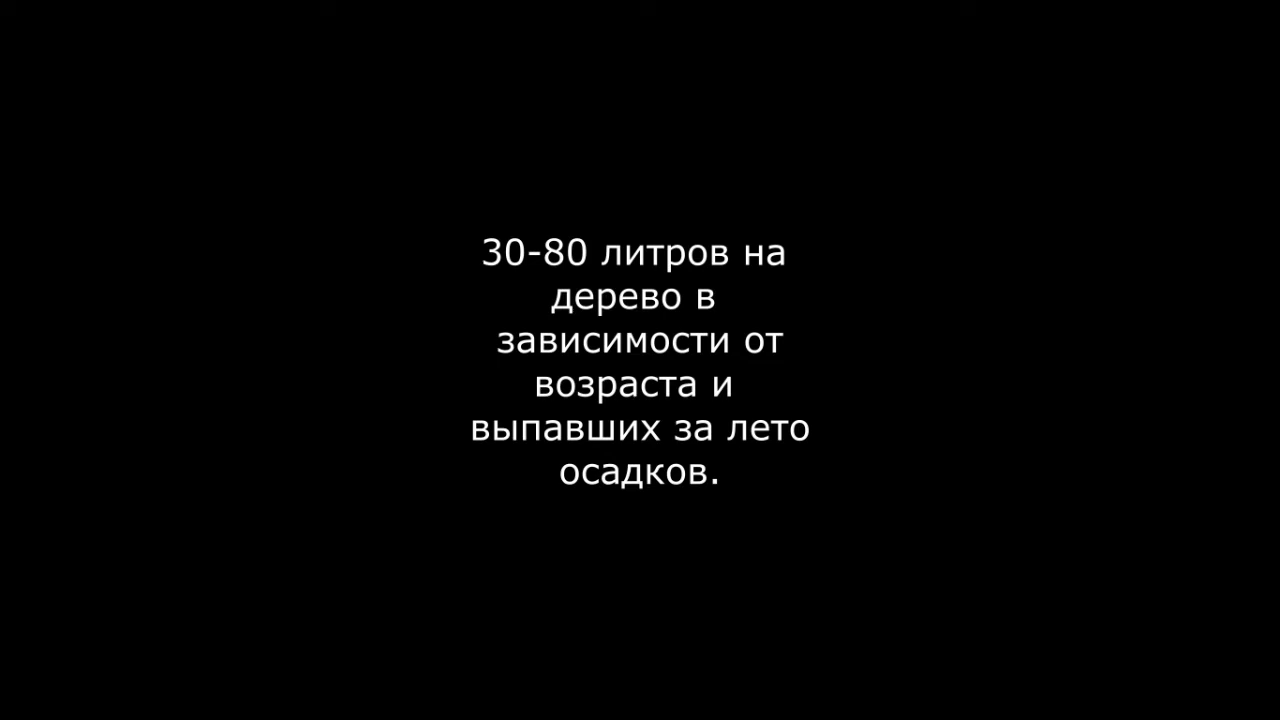 30-80 литров на
дерево в
зависимости от
возраста и
выпавших за лето
осадков.